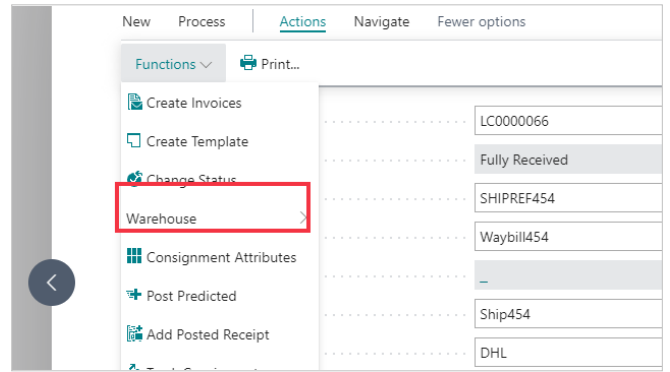 New Process Actions Navigate Fewer options
Functions Print...
Create Invoices
LC0000066
Create Template
Fully Received
Change Status
SHIPREF454
Warehouse
Waybill454
Consignment Attributes
_
Post Predicted
Ship454
Add Posted Receipt
DHL